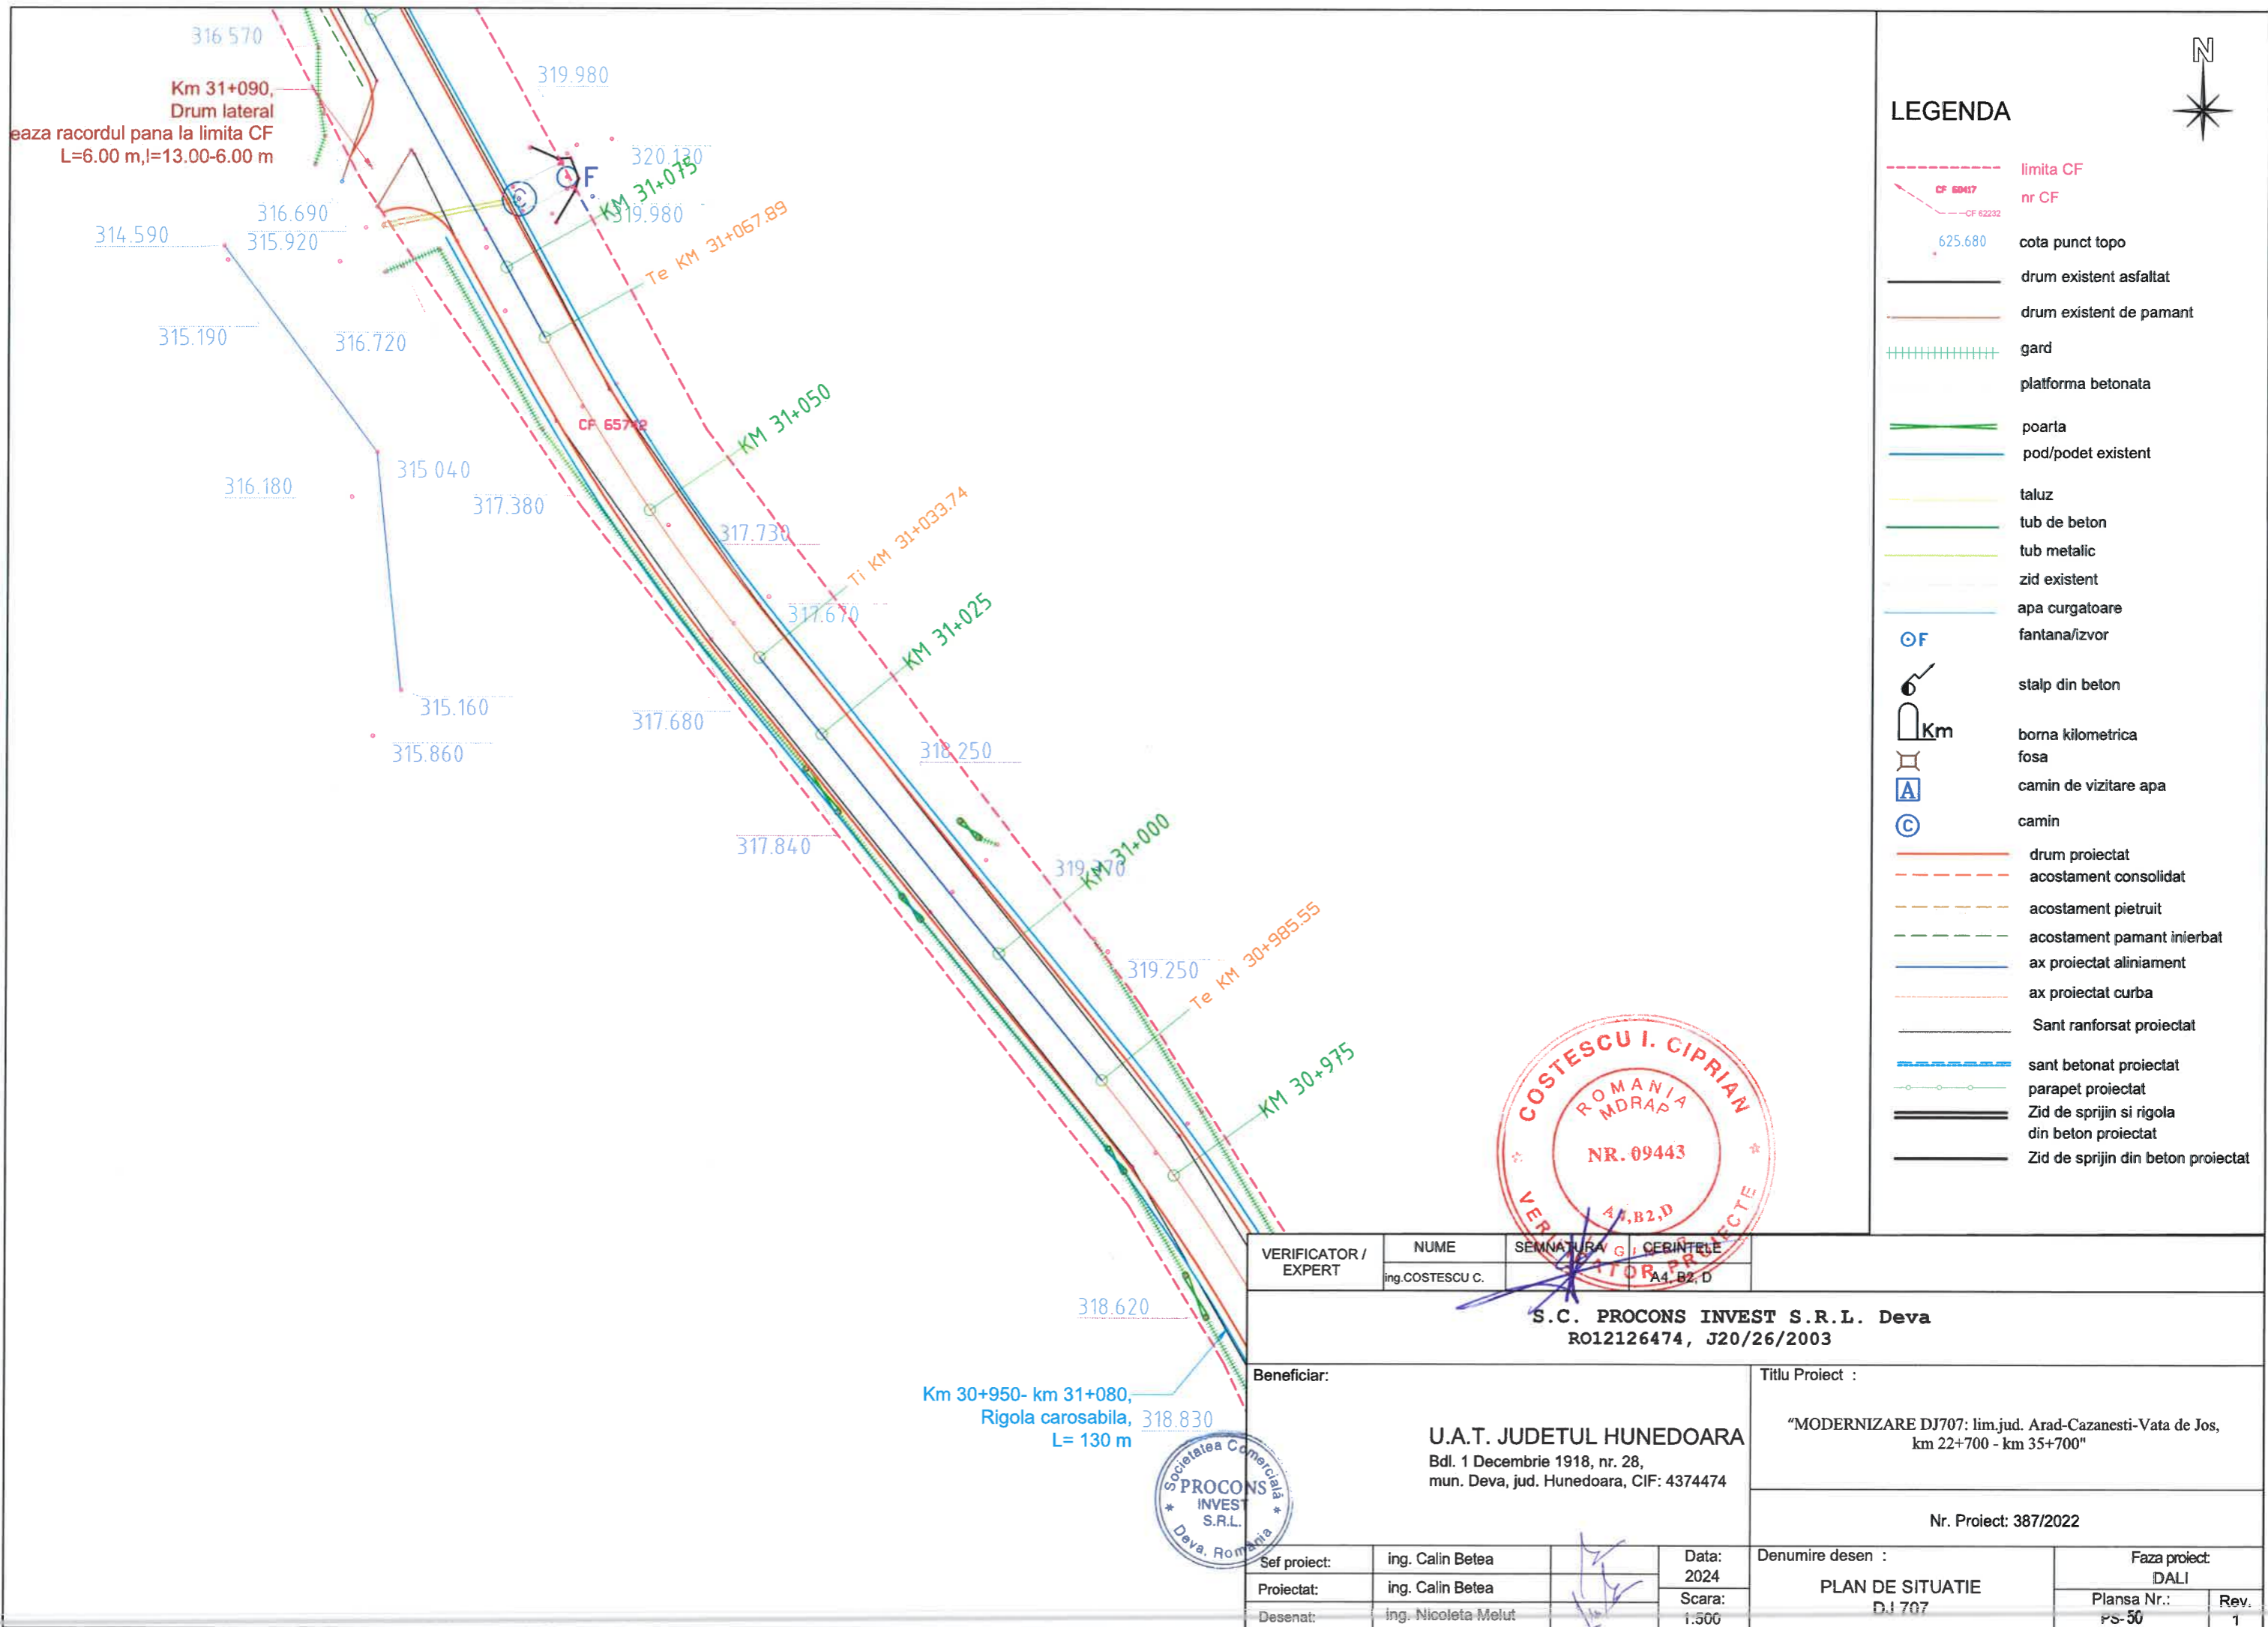 316 570
Km 31+090,
Drum lateral
eaza racordul pana la limita CF
L=6.00 m,l=13.00-6.00 m
319.980
320.130
F
KM 31+075
319.980
Te KM 31+067.89
316.690
315.920
314.590
315.190
316.720
CF 657
KM 31+050
315 040
316.180
317.380
317.730
Ti KM 31+033.74
317.670
KM 31+025
315.160
315.860
317.680
318.250
317.840
KM 31+000
319.370
319.250
Te KM 30+985.55
KM 30+975
318.620
Km 30+950- km 31+080,
Rigola carosabila,
L= 130 m
318.830
Societatea Comercială
PROCONS
INVEST
S.R.L.
Deva, România
N
LEGENDA
limita CF
CF 60417
nr CF
CF 62232
625.680
cota punct topo
drum existent asfaltat
drum existent de pamant
gard
platforma betonata
poarta
pod/podet existent
taluz
tub de beton
tub metalic
zid existent
apa curgatoare
F
fantana/izvor
stalp din beton
Km
borna kilometrica
fosa
A
camin de vizitare apa
C
camin
drum proiectat
acostament consolidat
acostament pietruit
acostament pamant inierbat
ax proiectat aliniament
ax proiectat curba
Sant ranforsat proiectat
sant betonat proiectat
parapet proiectat
Zid de sprijin si rigola
din beton proiectat
Zid de sprijin din beton proiectat
COSTESCU I. CIPRIAN
ROMANIA
MDRAP
NR. 09443
A4,B2,D
VERIFICATOR PROIECTE
VERIFICATOR /
EXPERT
NUME
SEMNATURA
CERINTELE
ing.COSTESCU C.
A4, B2, D
S.C. PROCONS INVEST S.R.L. Deva
RO12126474, J20/26/2003
Beneficiar:
U.A.T. JUDETUL HUNEDOARA
Bdl. 1 Decembrie 1918, nr. 28,
mun. Deva, jud. Hunedoara, CIF: 4374474
Titlu Proiect :
"MODERNIZARE DJ707: lim.jud. Arad-Cazanesti-Vata de Jos,
km 22+700 - km 35+700"
Nr. Proiect: 387/2022
Sef proiect:
ing. Calin Betea
Proiectat:
ing. Calin Betea
Desenat:
ing. Nicoleta Melut
Data:
2024
Scara:
1:500
Denumire desen :
PLAN DE SITUATIE
DJ 707
Faza proiect:
DALI
Plansa Nr.:
PS-50
Rev.
1